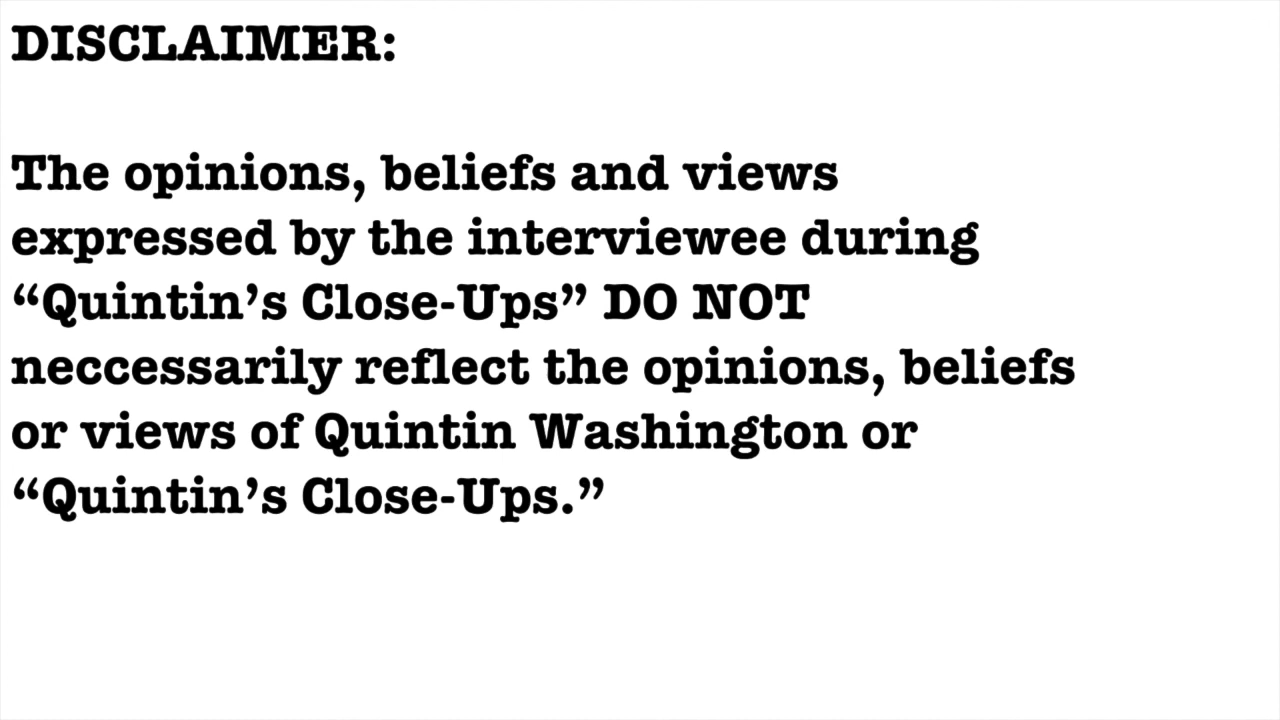 DISCLAIMER:
The opinions, beliefs and views
expressed by the interviewee during
“Quintin’s Close-Ups” DO NOT
neccessarily reflect the opinions, beliefs
or views of Quintin Washington or
“Quintin’s Close-Ups.”